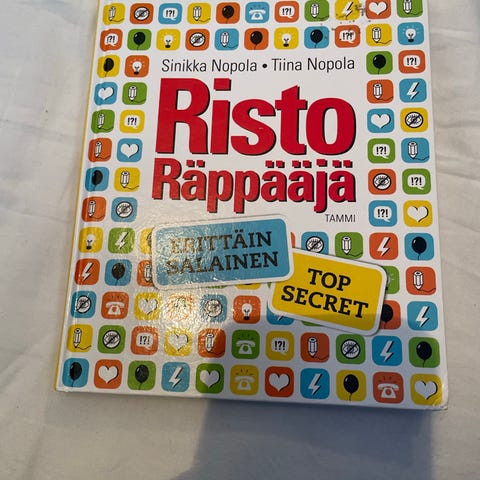 Sinikka Nopola • Tiina Nopola
Risto
Räppääjä
TAMMI
ERITTÄIN
SALAINEN
TOP
SECRET